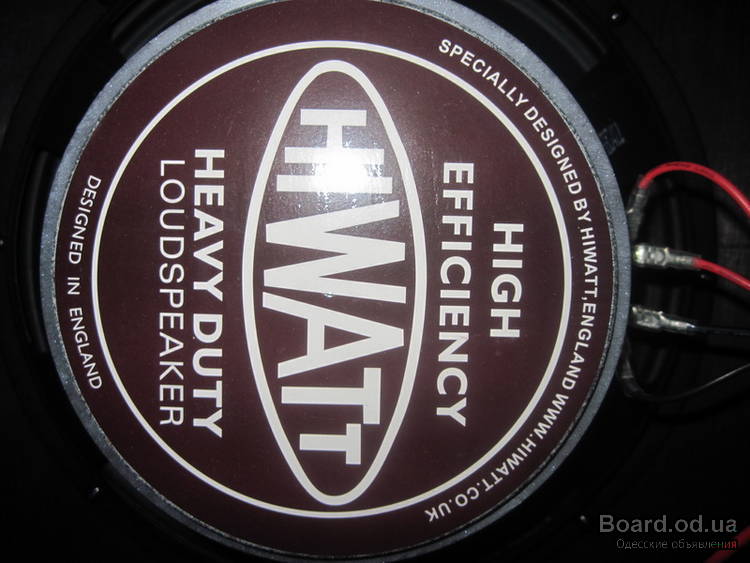 SPECIALLY DESIGNED BY HIWATT,ENGLAND WWW.HIWATT.CO.UK
HIGH
EFFICIENCY
HIWATT
HEAVY DUTY
LOUDSPEAKER
DESIGNED IN ENGLAND
Board.od.ua
Одесские объявления